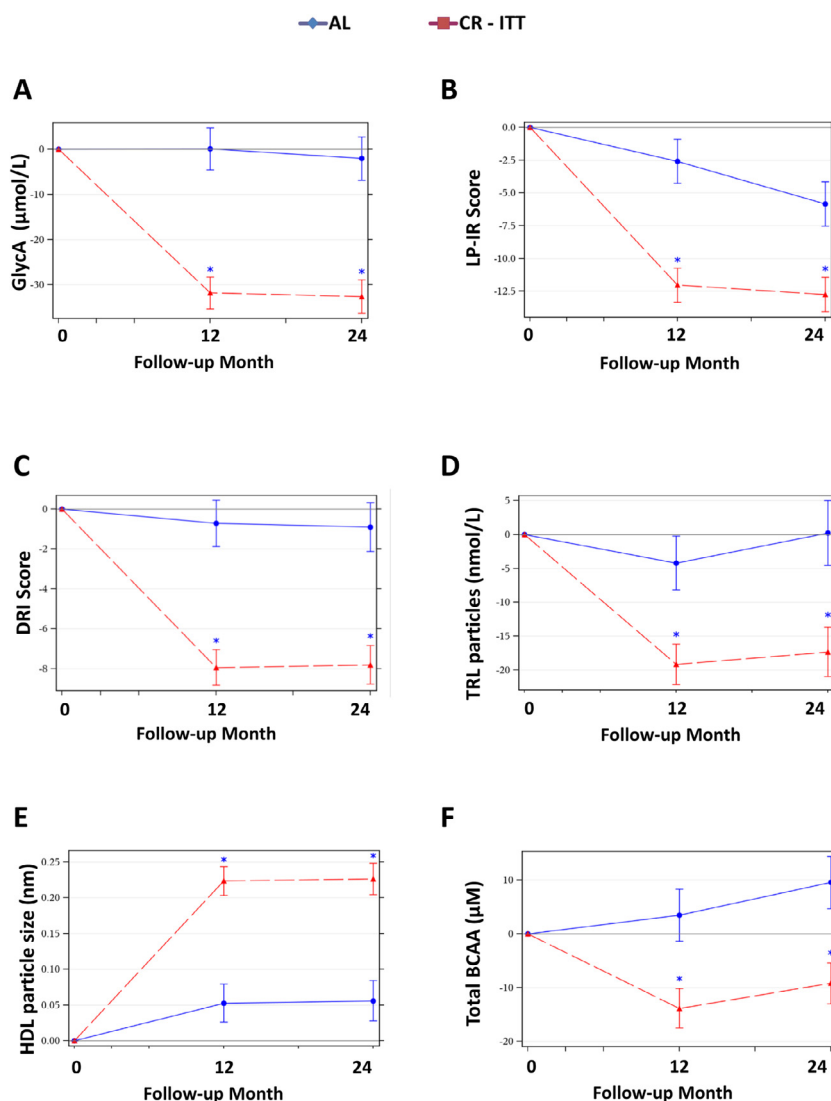 AL CR - ITT
A
GlycA (μmol/L)
0
-10
-20
-30
0 12 24
Follow-up Month
* *
B
LP-IR Score
0.0
-2.5
-5.0
-7.5
-10.0
-12.5
0 12 24
Follow-up Month
* *
C
DRI Score
0
-2
-4
-6
-8
0 12 24
Follow-up Month
* *
D
TRL particles (nmol/L)
5
0
-5
-10
-15
-20
0 12 24
Follow-up Month
* *
E
HDL particle size (nm)
0.25
0.20
0.15
0.10
0.05
0.00
0 12 24
Follow-up Month
* *
F
Total BCAA (μM)
10
0
-10
-20
0 12 24
Follow-up Month
* *